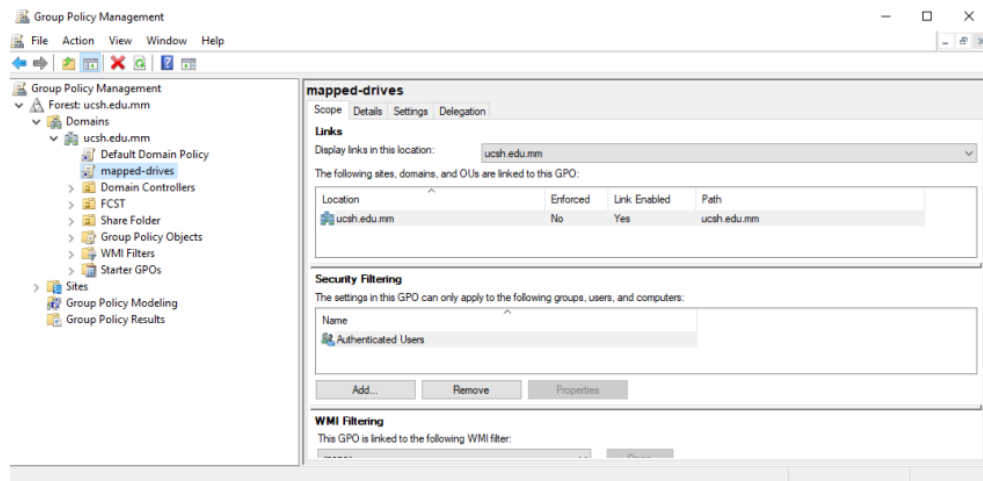 Group Policy Management
File Action View Window Help
Group Policy Management
Forest: ucsh.edu.mm
Domains
ucsh.edu.mm
Default Domain Policy
mapped-drives
Domain Controllers
FCST
Share Folder
Group Policy Objects
WMI Filters
Starter GPOs
Sites
Group Policy Modeling
Group Policy Results
mapped-drives
Scope Details Settings Delegation
Links
Display links in this location: ucsh.edu.mm
The following sites, domains, and OUs are linked to this GPO:
Location Enforced Link Enabled Path
ucsh.edu.mm No Yes ucsh.edu.mm
Security Filtering
The settings in this GPO can only apply to the following groups, users, and computers:
Name
Authenticated Users
Add... Remove Properties
WMI Filtering
This GPO is linked to the following WMI filter: